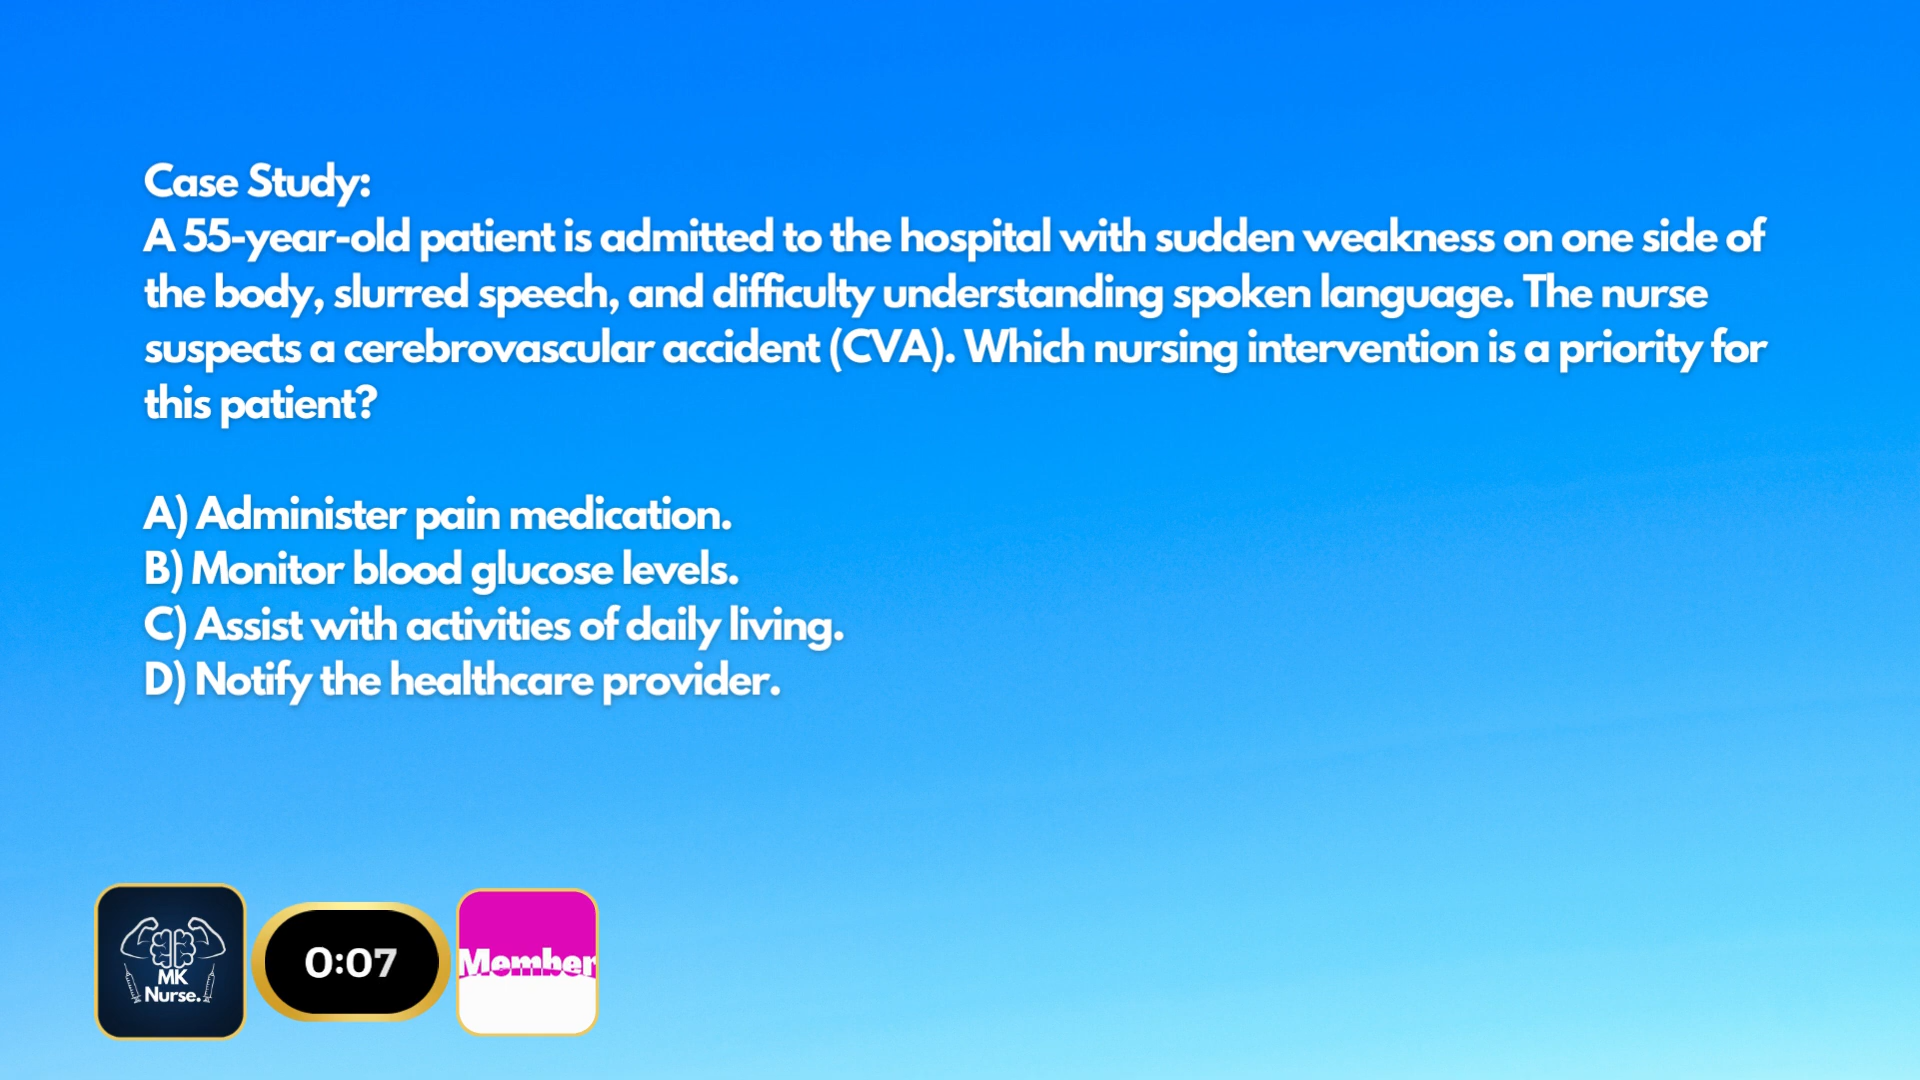 Case Study:
A 55-year-old patient is admitted to the hospital with sudden weakness on one side of
the body, slurred speech, and difficulty understanding spoken language. The nurse
suspects a cerebrovascular accident (CVA). Which nursing intervention is a priority for
this patient?
A) Administer pain medication.
B) Monitor blood glucose levels.
C) Assist with activities of daily living.
D) Notify the healthcare provider.
MK
Nurse.
0:07
Member